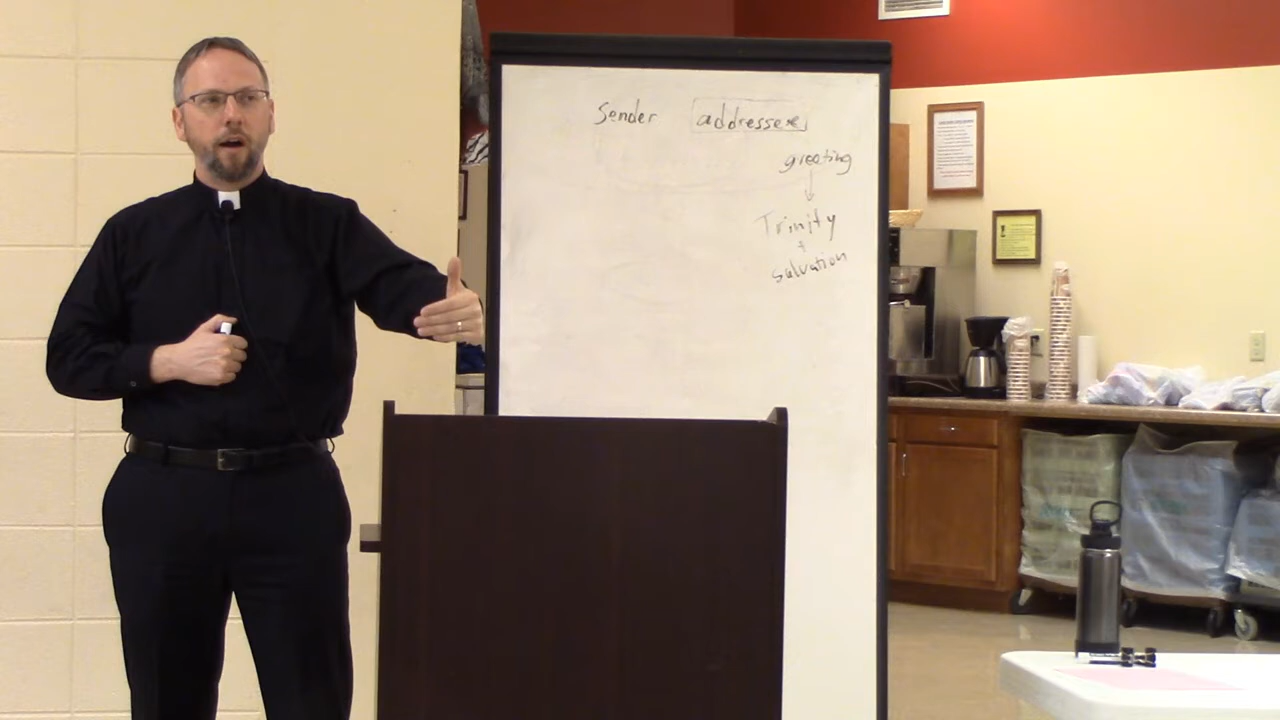 Sender addressee
greeting
Trinity
+
salvation